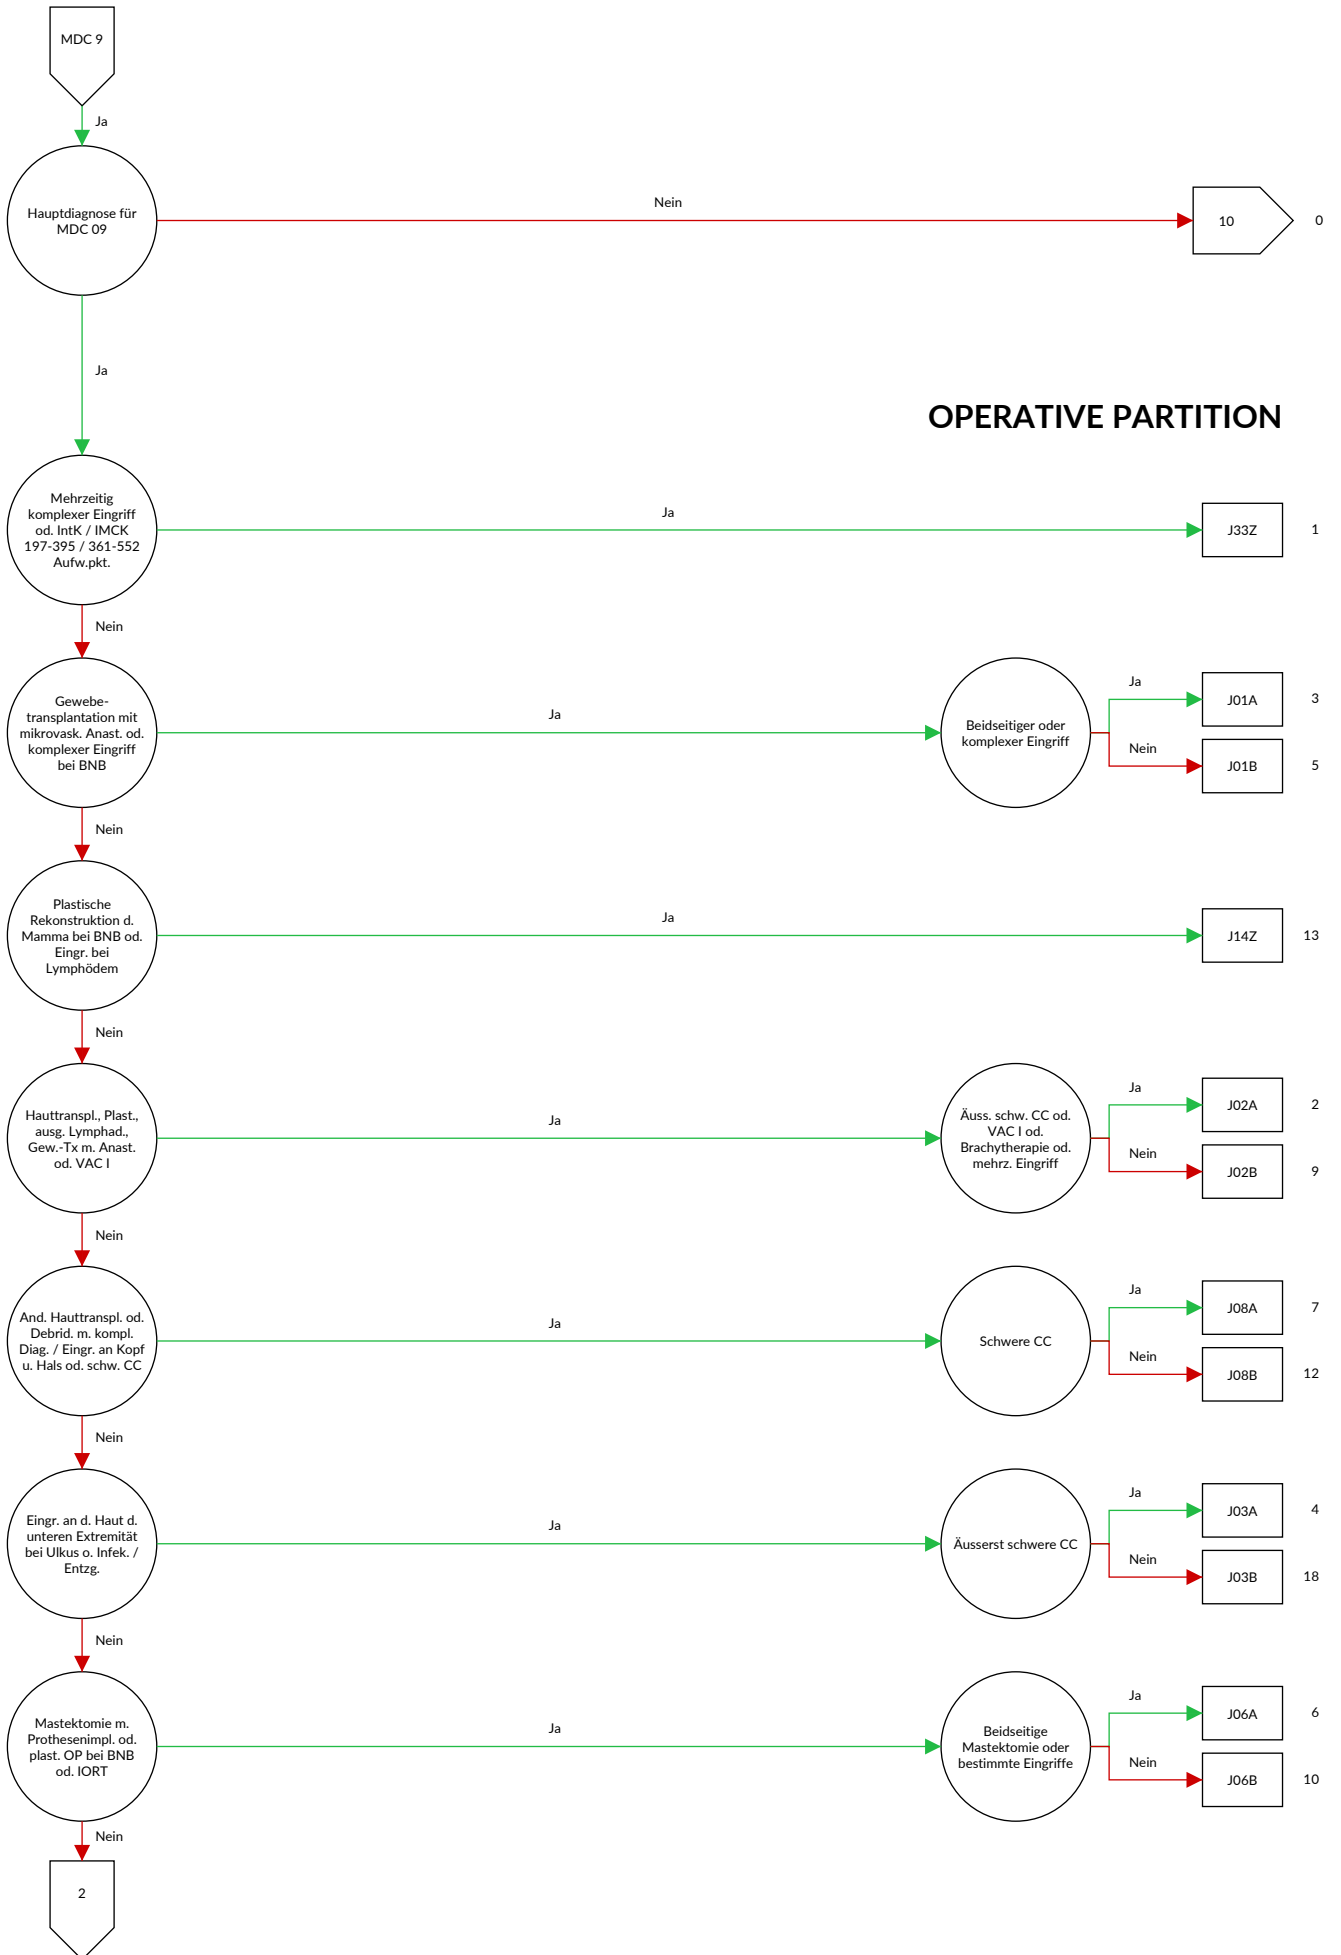 MDC 9
Ja
Hauptdiagnose für
MDC 09
Nein
10
0
Ja
OPERATIVE PARTITION
Mehrzeitig
komplexer Eingriff
od. IntK / IMCK
197-395 / 361-552
Aufw.pkt.
Ja
J33Z
1
Nein
Gewebe-
transplantation mit
mikrovask. Anast. od.
komplexer Eingriff
bei BNB
Ja
Beidseitiger oder
komplexer Eingriff
Ja
J01A
3
Nein
J01B
5
Nein
Plastische
Rekonstruktion d.
Mamma bei BNB od.
Eingr. bei
Lymphödem
Ja
J14Z
13
Nein
Hauttranspl., Plast.,
ausg. Lymphad.,
Gew.-Tx m. Anast.
od. VAC I
Ja
Äuss. schw. CC od.
VAC I od.
Brachytherapie od.
mehrz. Eingriff
Ja
J02A
2
Nein
J02B
9
Nein
And. Hauttranspl. od.
Debrid. m. kompl.
Diag. / Eingr. an Kopf
u. Hals od. schw. CC
Ja
Schwere CC
Ja
J08A
7
Nein
J08B
12
Nein
Eingr. an d. Haut d.
unteren Extremität
bei Ulkus o. Infek. /
Entzg.
Ja
Äusserst schwere CC
Ja
J03A
4
Nein
J03B
18
Nein
Mastektomie m.
Prothesenimpl. od.
plast. OP bei BNB
od. IORT
Ja
Beidseitige
Mastektomie oder
bestimmte Eingriffe
Ja
J06A
6
Nein
J06B
10
Nein
2